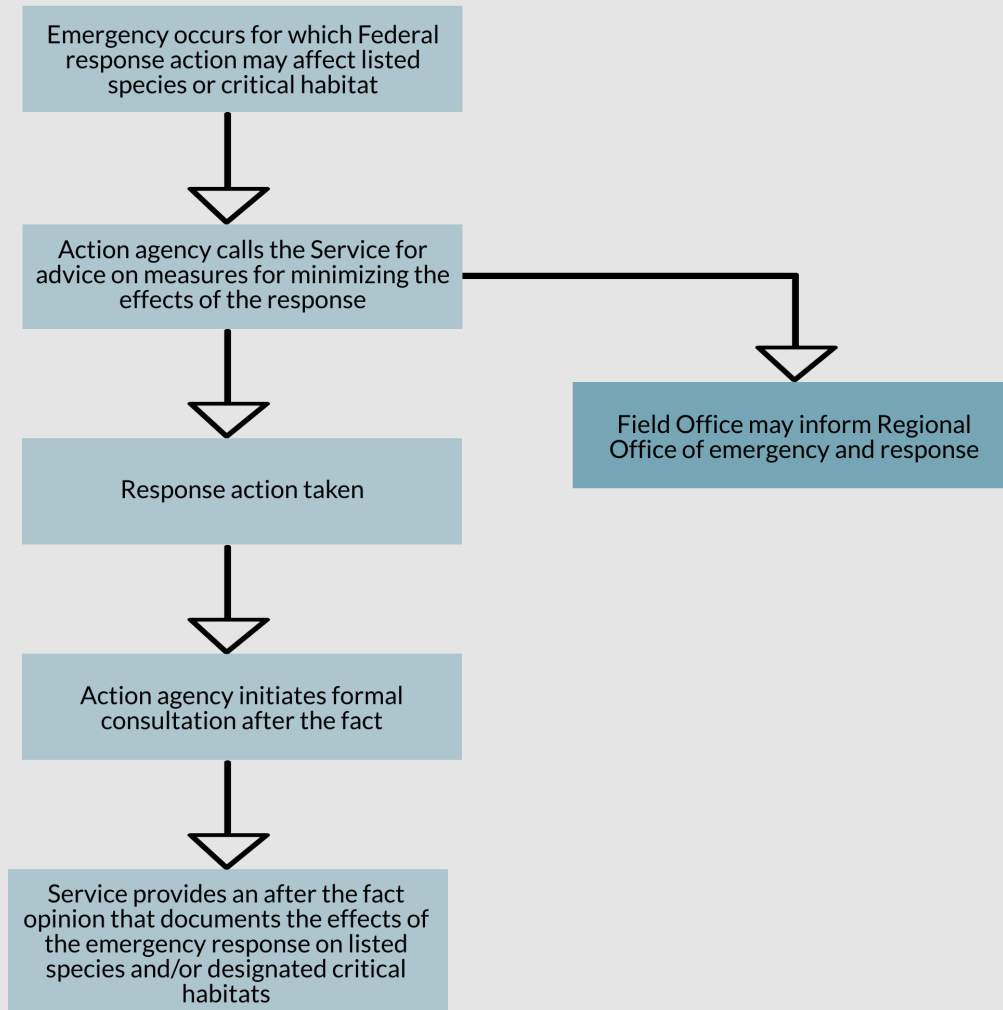 Emergency occurs for which Federal
response action may affect listed
species or critical habitat
Action agency calls the Service for
advice on measures for minimizing the
effects of the response
Field Office may inform Regional
Office of emergency and response
Response action taken
Action agency initiates formal
consultation after the fact
Service provides an after the fact
opinion that documents the effects of
the emergency response on listed
species and/or designated critical
habitats